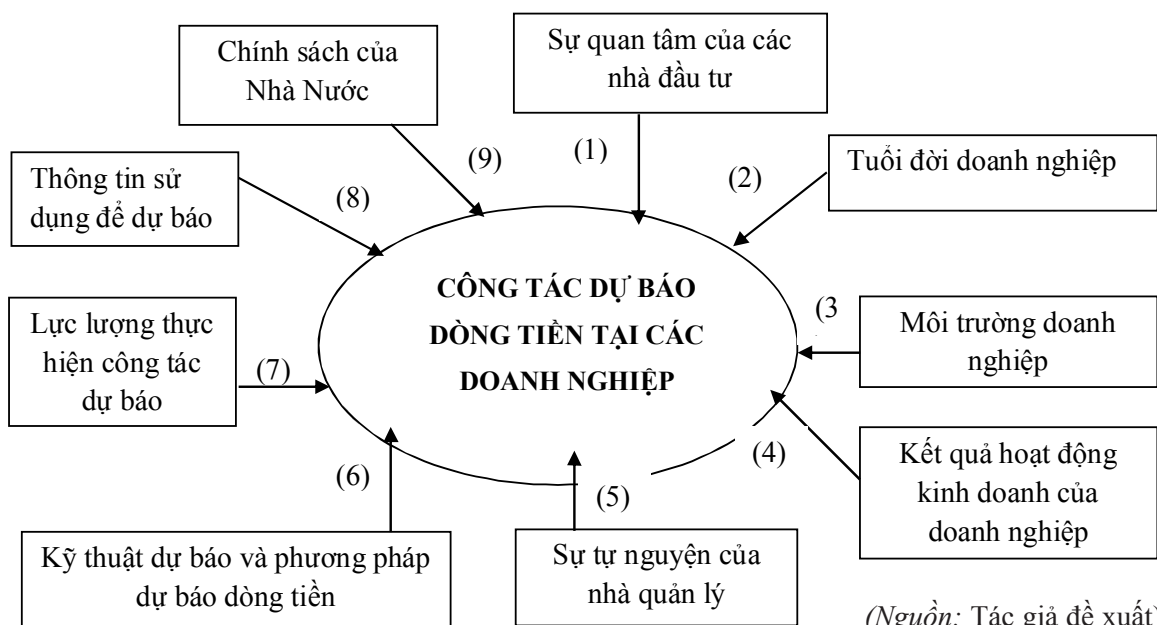 Chính sách của
Nhà Nước
Sự quan tâm của các
nhà đầu tư
(9)
(1)
Thông tin sử
dụng để dự báo
(8)
(2)
Tuổi đời doanh nghiệp
CÔNG TÁC DỰ BÁO
DÒNG TIỀN TẠI CÁC
DOANH NGHIỆP
Lực lượng thực
hiện công tác
dự báo
(7)
(3
Môi trường doanh
nghiệp
(4)
Kết quả hoạt động
kinh doanh của
doanh nghiệp
(6)
(5)
Kỹ thuật dự báo và phương pháp
dự báo dòng tiền
Sự tự nguyện của
nhà quản lý
(Nguồn: Tác giả đề xuất)